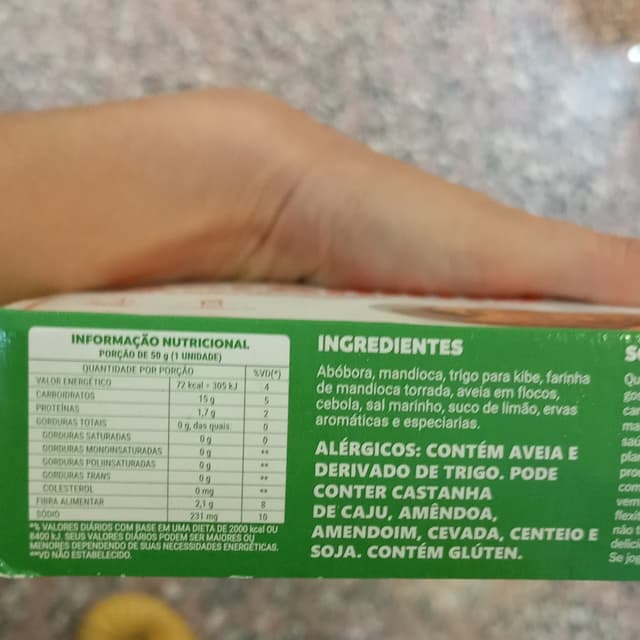 INFORMAÇÃO NUTRICIONAL
PORÇÃO DE 50 g (1 UNIDADE)
QUANTIDADE POR PORÇÃO %VD(*)
VALOR ENERGÉTICO 72 kcal = 305 kJ 4
CARBOIDRATOS 15 g 5
PROTEÍNAS 1,7 g 2
GORDURAS TOTAIS 0 g, das quais: 0
GORDURAS SATURADAS 0 g 0
GORDURAS MONOINSATURADAS 0 g **
GORDURAS POLIINSATURADAS 0 g **
GORDURAS TRANS 0 g **
COLESTEROL 0 mg **
FIBRA ALIMENTAR 2,1 g 8
SÓDIO 231 mg 10
*% VALORES DIÁRIOS COM BASE EM UMA DIETA DE 2000 kcal OU
8400 kJ. SEUS VALORES DIÁRIOS PODEM SER MAIORES OU
MENORES DEPENDENDO DE SUAS NECESSIDADES ENERGÉTICAS.
**VD NÃO ESTABELECIDO.
INGREDIENTES
Abóbora, mandioca, trigo para kibe, farinha
de mandioca torrada, aveia em flocos,
cebola, sal marinho, suco de limão, ervas
aromáticas e especiarias.
ALÉRGICOS: CONTÉM AVEIA E
DERIVADO DE TRIGO. PODE
CONTER CASTANHA
DE CAJU, AMÊNDOA,
AMENDOIM, CEVADA, CENTEIO E
SOJA. CONTÉM GLÚTEN.